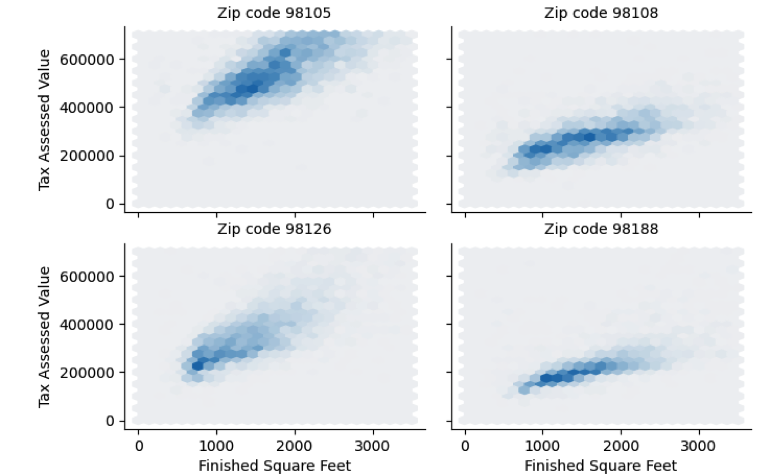 Zip code 98105
Zip code 98108
Tax Assessed Value
600000
400000
200000
0
Zip code 98126
Zip code 98188
Tax Assessed Value
600000
400000
200000
0
0 1000 2000 3000
0 1000 2000 3000
Finished Square Feet
Finished Square Feet